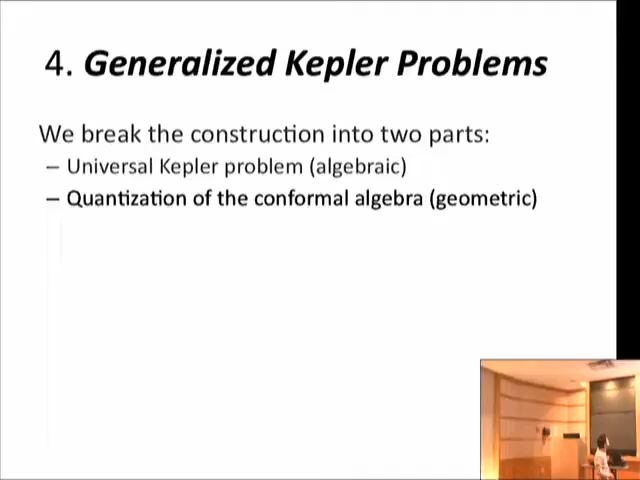 4. Generalized Kepler Problems
We break the construction into two parts:
– Universal Kepler problem (algebraic)
– Quantization of the conformal algebra (geometric)